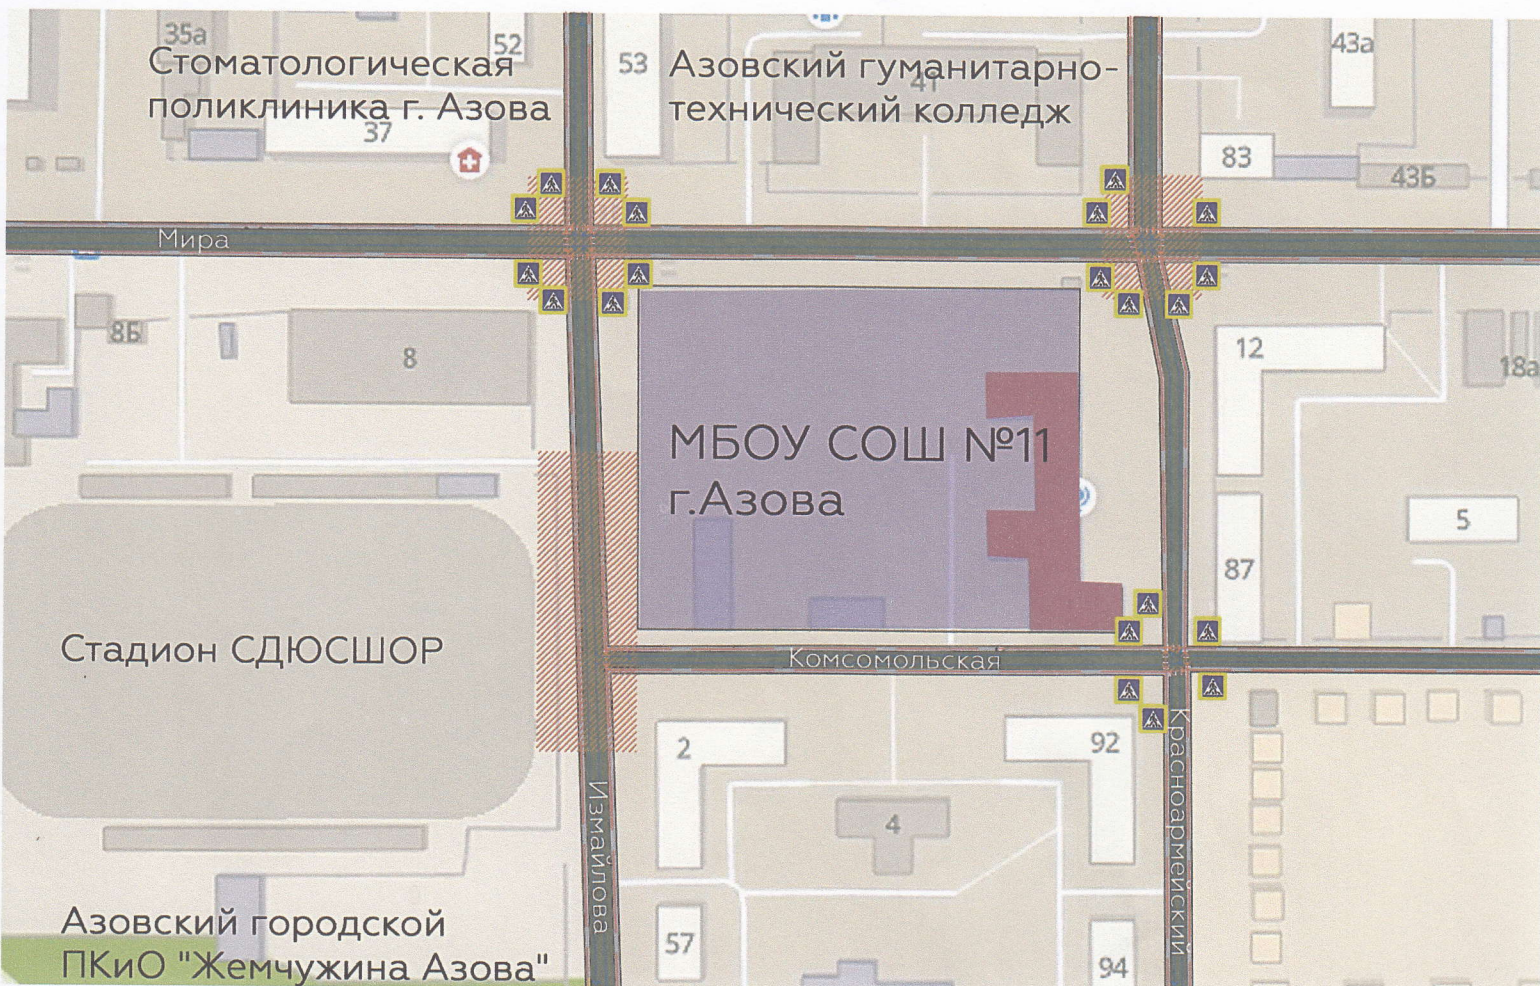 35а
52
Стоматологическая
поликлиника г. Азова
37
53
Азовский гуманитарно-
41
технический колледж
43а
83
43Б
Мира
8Б
8
12
18а
МБОУ СОШ №11
г.Азова
5
87
Стадион СДЮСШОР
Комсомольская
2
92
4
Измайлова
Красноармейский
Азовский городской
ПКиО "Жемчужина Азова"
57
94